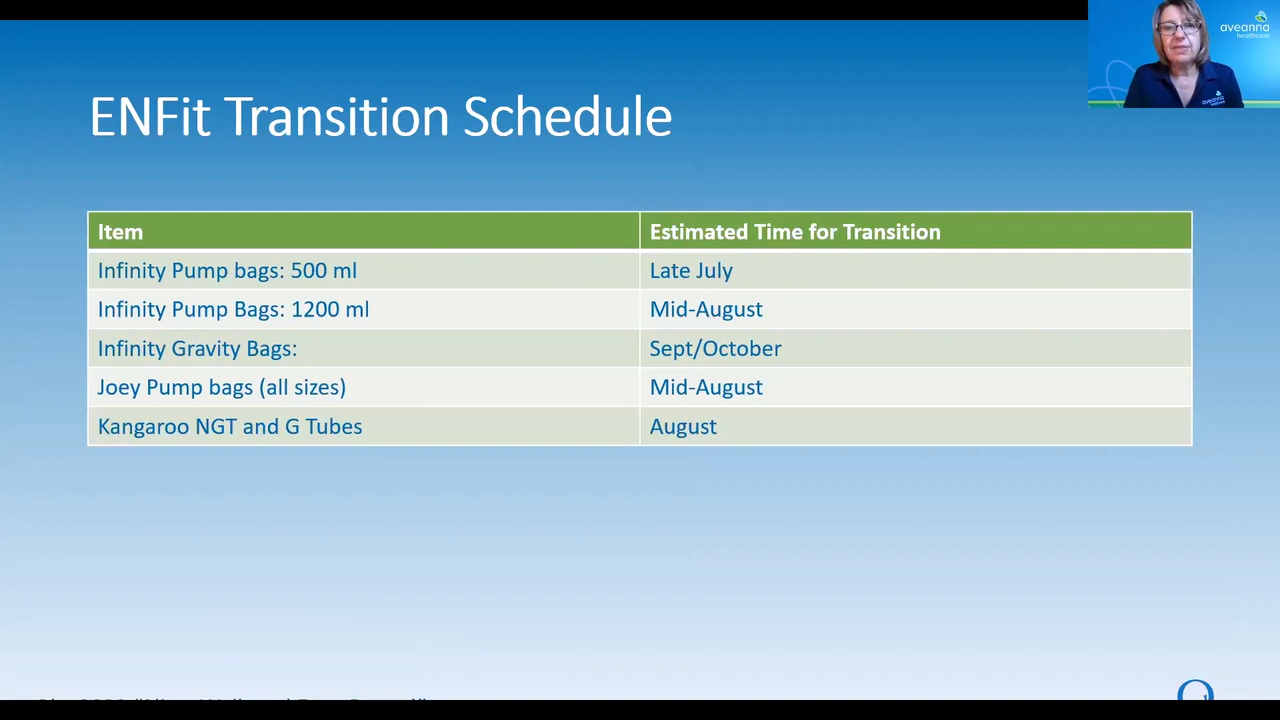 aveanna
healthcare
aveanna
ENFit Transition Schedule
Item Estimated Time for Transition
Infinity Pump bags: 500 ml Late July
Infinity Pump Bags: 1200 ml Mid-August
Infinity Gravity Bags: Sept/October
Joey Pump bags (all sizes) Mid-August
Kangaroo NGT and G Tubes August